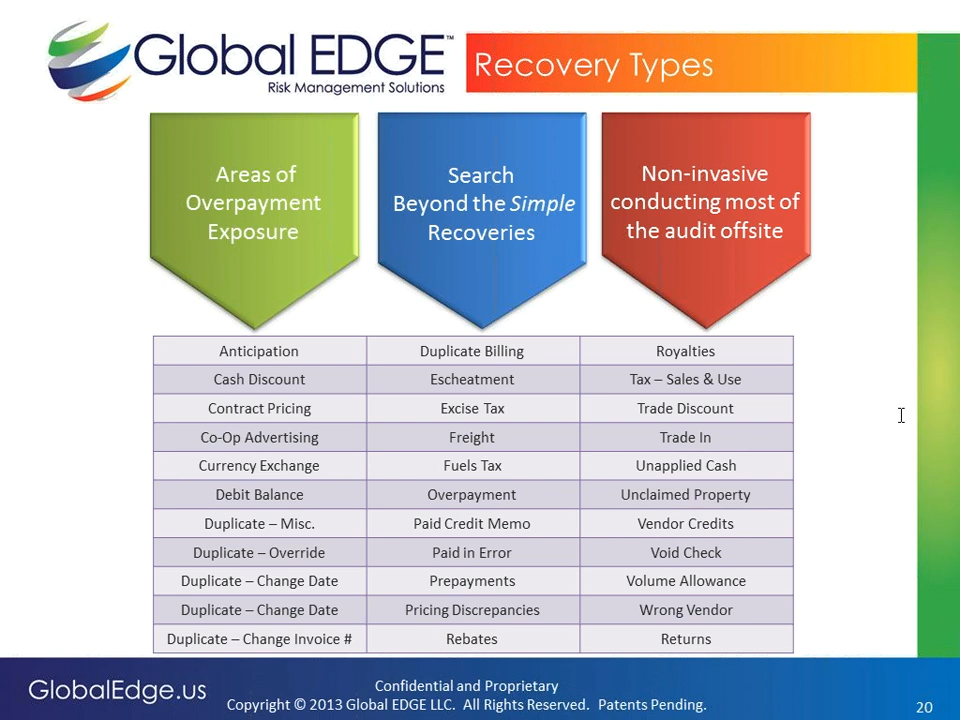 Global EDGE™
Risk Management Solutions
Recovery Types
Areas of
Overpayment
Exposure
Search
Beyond the Simple
Recoveries
Non-invasive
conducting most of
the audit offsite
Anticipation Duplicate Billing Royalties
Cash Discount Escheatment Tax – Sales & Use
Contract Pricing Excise Tax Trade Discount
Co-Op Advertising Freight Trade In
Currency Exchange Fuels Tax Unapplied Cash
Debit Balance Overpayment Unclaimed Property
Duplicate – Misc. Paid Credit Memo Vendor Credits
Duplicate – Override Paid in Error Void Check
Duplicate – Change Date Prepayments Volume Allowance
Duplicate – Change Date Pricing Discrepancies Wrong Vendor
Duplicate – Change Invoice # Rebates Returns
GlobalEdge.us
Confidential and Proprietary
Copyright © 2013 Global EDGE LLC. All Rights Reserved. Patents Pending.
20